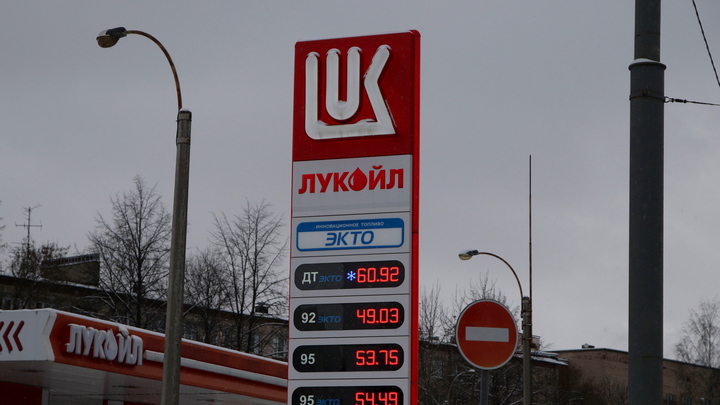 ЛУКОЙЛ
ИННОВАЦИОННОЕ ТОПЛИВО
ЭКТО
ДТ ЭКТО *60.92
92 ЭКТО 49.03
95 53.75
95 ЭКТО 54.49
ЛУКОЙЛ